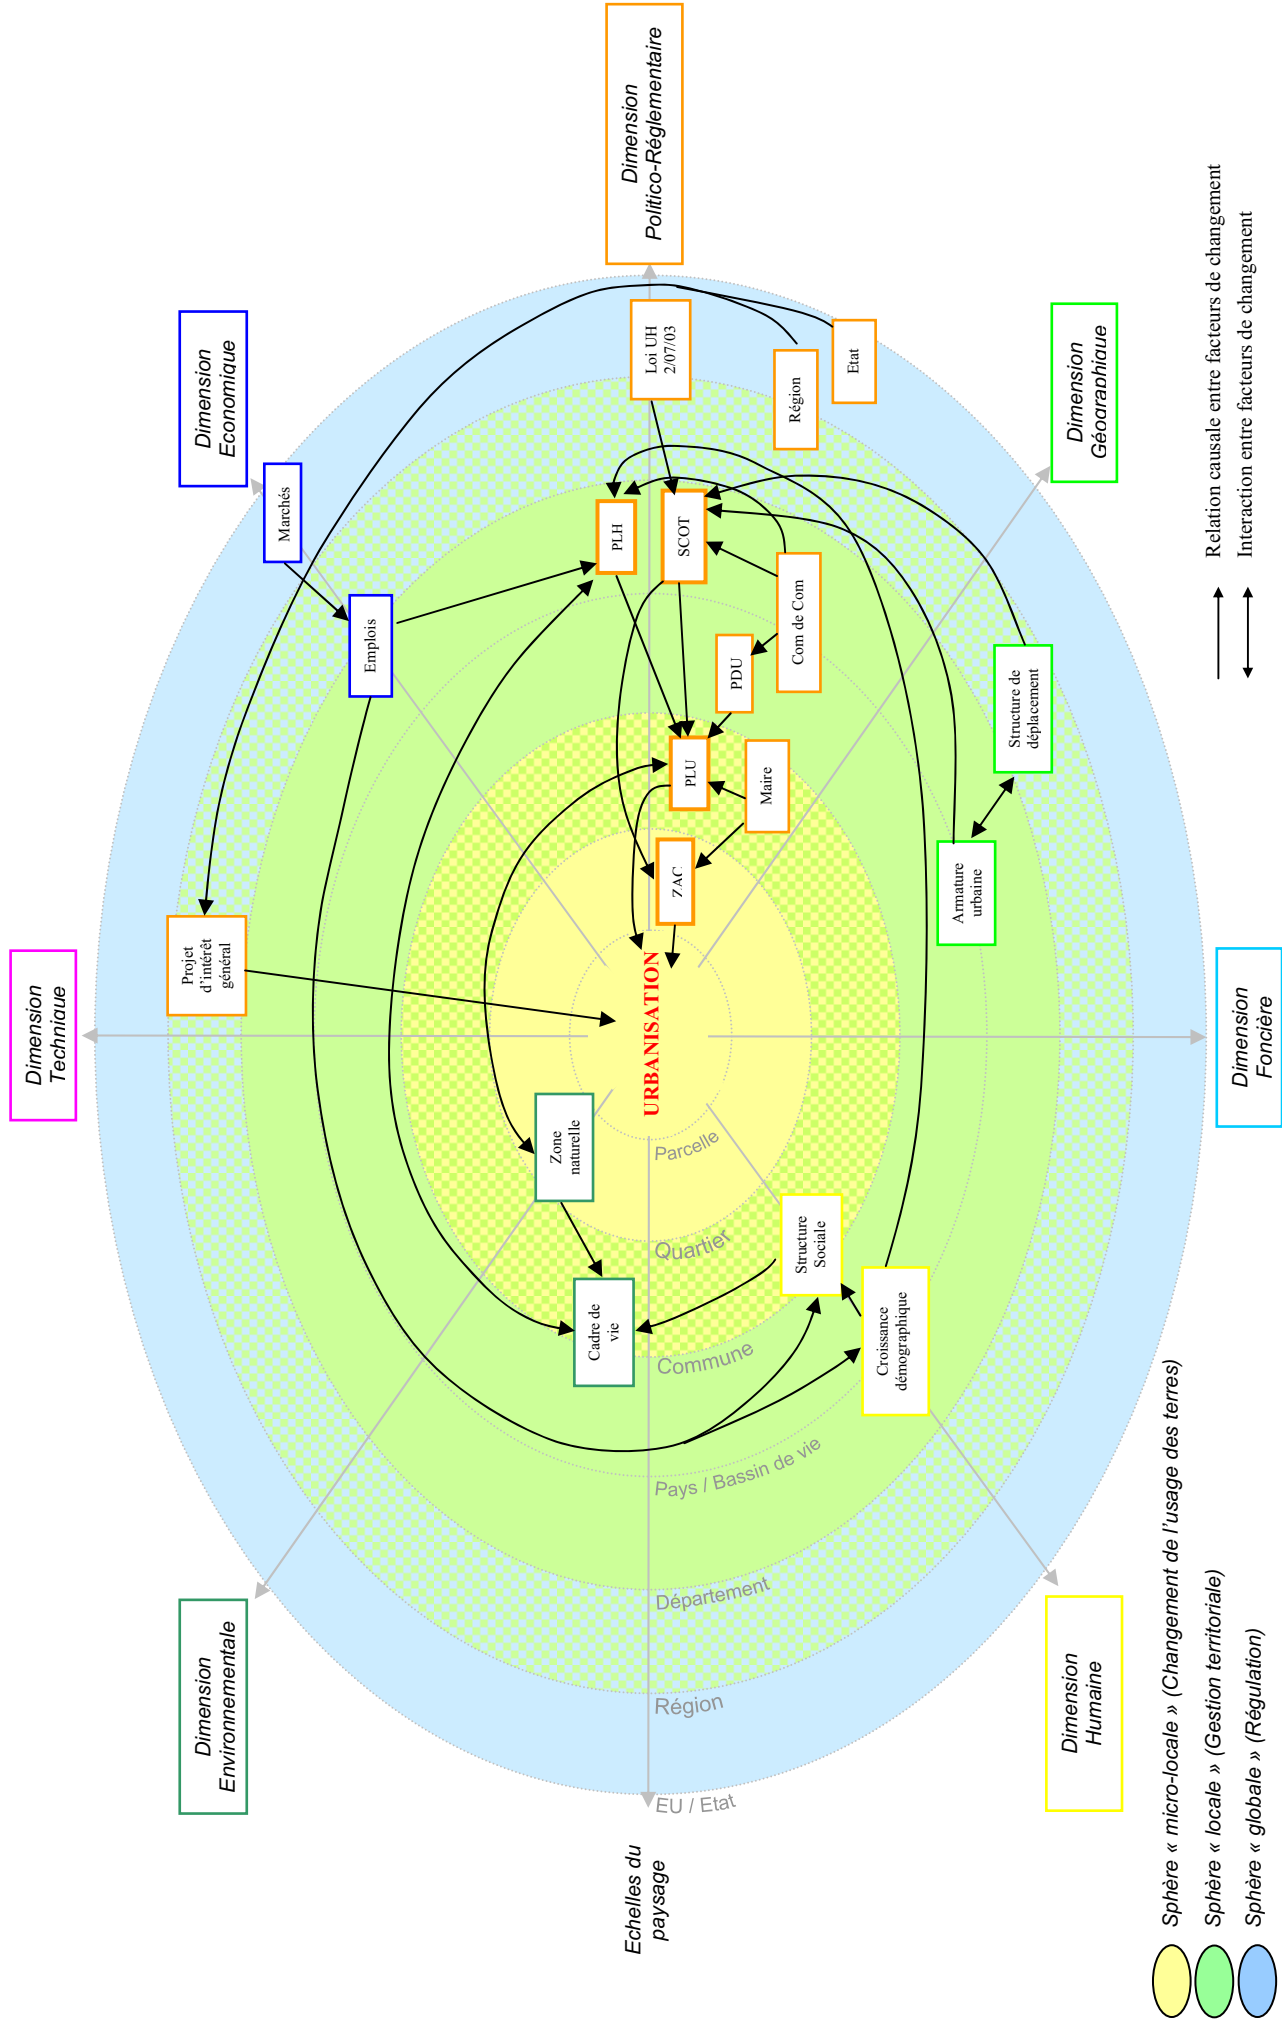 Dimension
Technique
Dimension
Environnementale
Dimension
Economique
Projet
d'intérêt
général
Marchés
Emplois
Zone
naturelle
Cadre de
vie
PLH
Echelles du
paysage
URBANISATION
Dimension
Politico-Réglementaire
Loi UH
2/07/03
SCOT
PLU
ZAC
EU / Etat
Région
Département
Pays / Bassin de vie
Commune
Quartier
Parcelle
PDU
Maire
Com de Com
Région
Etat
Structure
Sociale
Croissance
démographique
Armature
urbaine
Structure de
déplacement
Dimension
Humaine
Dimension
Géographique
Dimension
Foncière
Sphère « micro-locale » (Changement de l'usage des terres)
Sphère « locale » (Gestion territoriale)
Sphère « globale » (Régulation)
Relation causale entre facteurs de changement
Interaction entre facteurs de changement